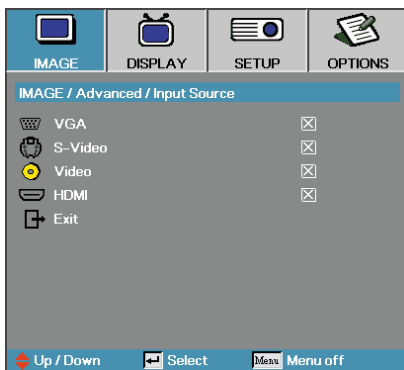 IMAGE DISPLAY SETUP OPTIONS
IMAGE / Advanced / Input Source
VGA
S-Video
Video
HDMI
Exit
Up / Down Select Menu Menu off